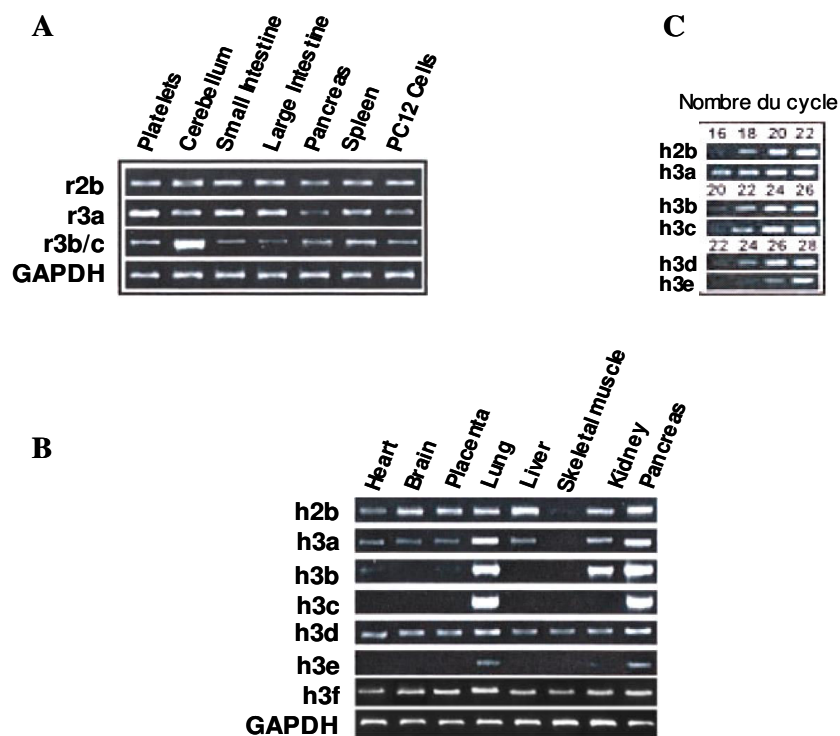 A
Platelets
Cerebellum
Small Intestine
Large Intestine
Pancreas
Spleen
PC12 Cells
r2b
r3a
r3b/c
GAPDH
C
Nombre du cycle
16 18 20 22
h2b
h3a
20 22 24 26
h3b
h3c
22 24 26 28
h3d
h3e
B
Heart
Brain
Placenta
Lung
Liver
Skeletal muscle
Kidney
Pancreas
h2b
h3a
h3b
h3c
h3d
h3e
h3f
GAPDH